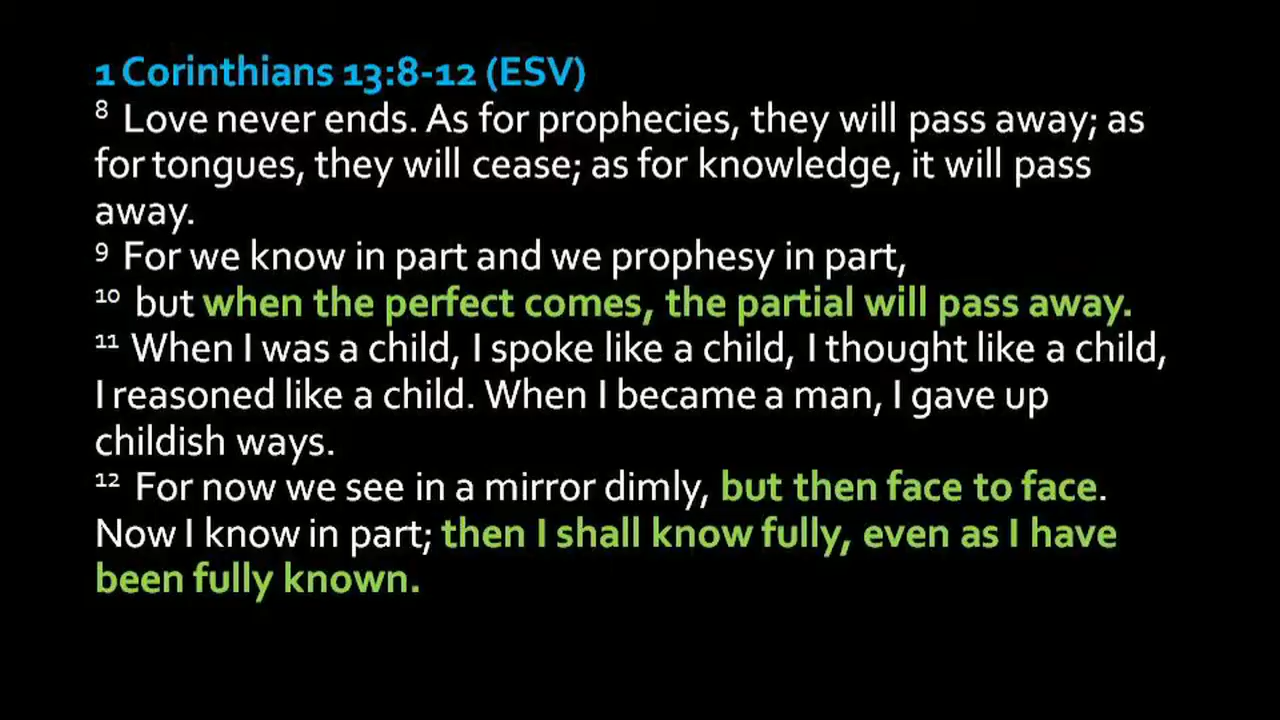 1 Corinthians 13:8-12 (ESV)
8 Love never ends. As for prophecies, they will pass away; as
for tongues, they will cease; as for knowledge, it will pass
away.
9 For we know in part and we prophesy in part,
10 but when the perfect comes, the partial will pass away.
11 When I was a child, I spoke like a child, I thought like a child,
I reasoned like a child. When I became a man, I gave up
childish ways.
12 For now we see in a mirror dimly, but then face to face.
Now I know in part; then I shall know fully, even as I have
been fully known.